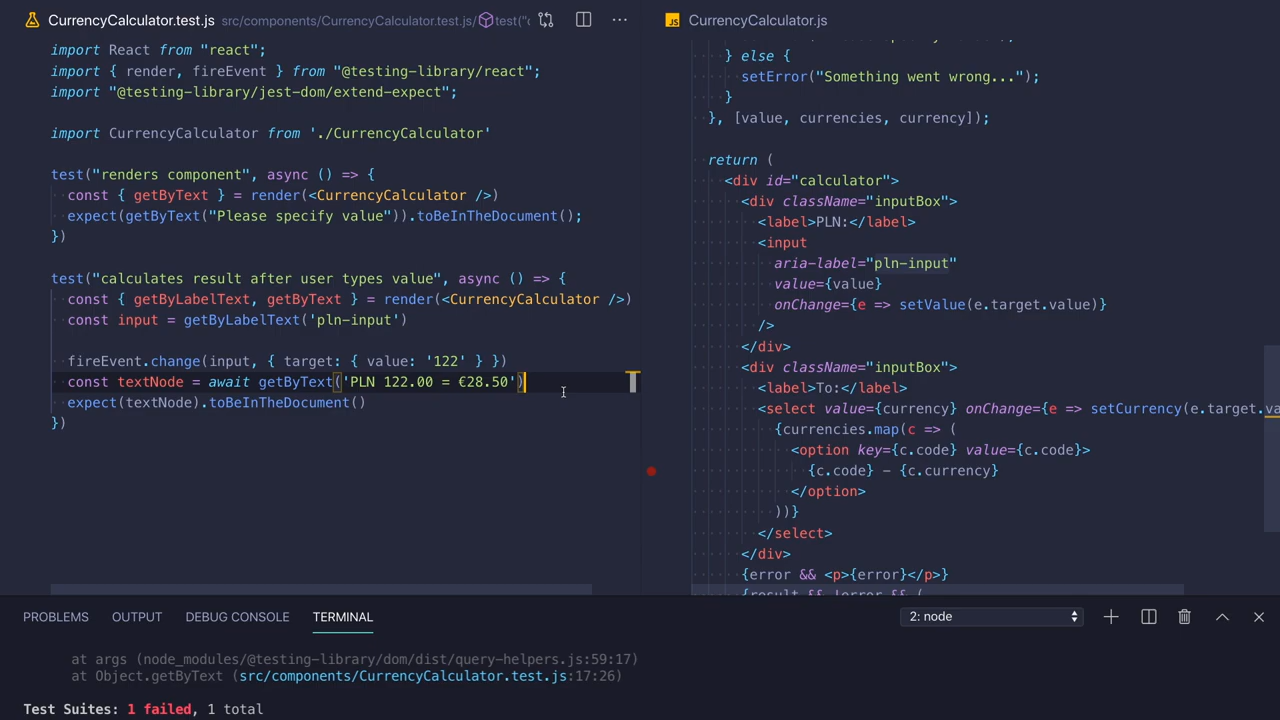 CurrencyCalculator.test.js src/components/CurrencyCalculator.test.js/ test("c
import React from "react";
import { render, fireEvent } from "@testing-library/react";
import "@testing-library/jest-dom/extend-expect";
import CurrencyCalculator from './CurrencyCalculator'
test("renders component", async () => {
const { getByText } = render(<CurrencyCalculator />)
expect(getByText("Please specify value")).toBeInTheDocument();
})
test("calculates result after user types value", async () => {
const { getByLabelText, getByText } = render(<CurrencyCalculator />)
const input = getByLabelText('pln-input')
fireEvent.change(input, { target: { value: '122' } })
const textNode = await getByText('PLN 122.00 = €28.50')
expect(textNode).toBeInTheDocument()
})
JS CurrencyCalculator.js
} else {
setError("Something went wrong...");
}
}, [value, currencies, currency]);
return (
<div id="calculator">
<div className="inputBox">
<label>PLN:</label>
<input
aria-label="pln-input"
value={value}
onChange={e => setValue(e.target.value)}
/>
</div>
<div className="inputBox">
<label>To:</label>
<select value={currency} onChange={e => setCurrency(e.target.va
{currencies.map(c => (
<option key={c.code} value={c.code}>
{c.code} - {c.currency}
</option>
))}
</select>
</div>
{error && <p>{error}</p>}
{result && !error && (
PROBLEMS OUTPUT DEBUG CONSOLE TERMINAL 2: node
at args (node_modules/@testing-library/dom/dist/query-helpers.js:59:17)
at Object.getByText (src/components/CurrencyCalculator.test.js:17:26)
Test Suites: 1 failed, 1 total